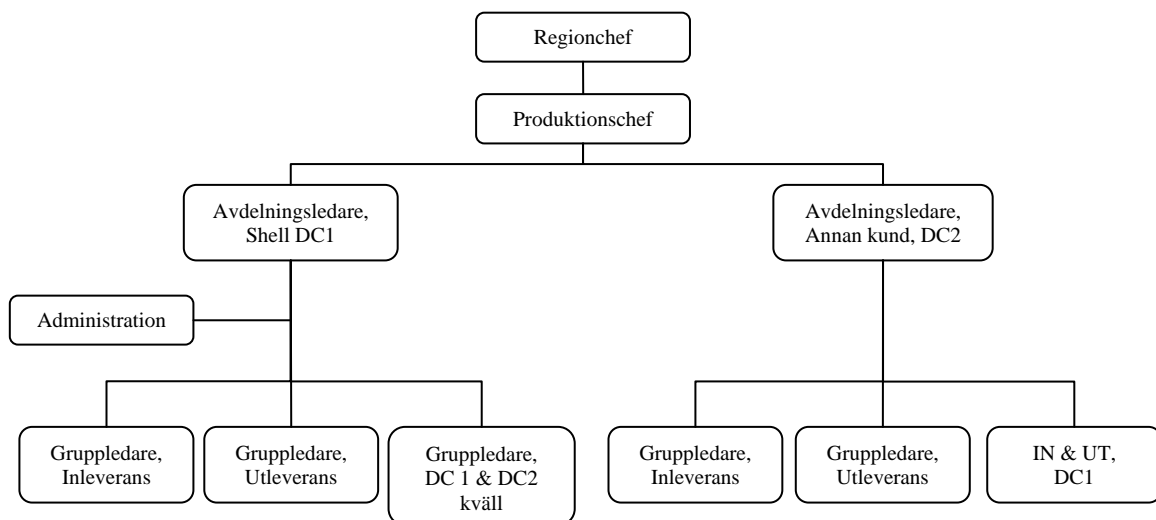 Regionchef
Produktionschef
Avdelningsledare,
Shell DC1
Avdelningsledare,
Annan kund, DC2
Administration
Gruppledare,
Inleverans
Gruppledare,
Utleverans
Gruppledare,
DC 1 & DC2
kväll
Gruppledare,
Inleverans
Gruppledare,
Utleverans
IN & UT,
DC1